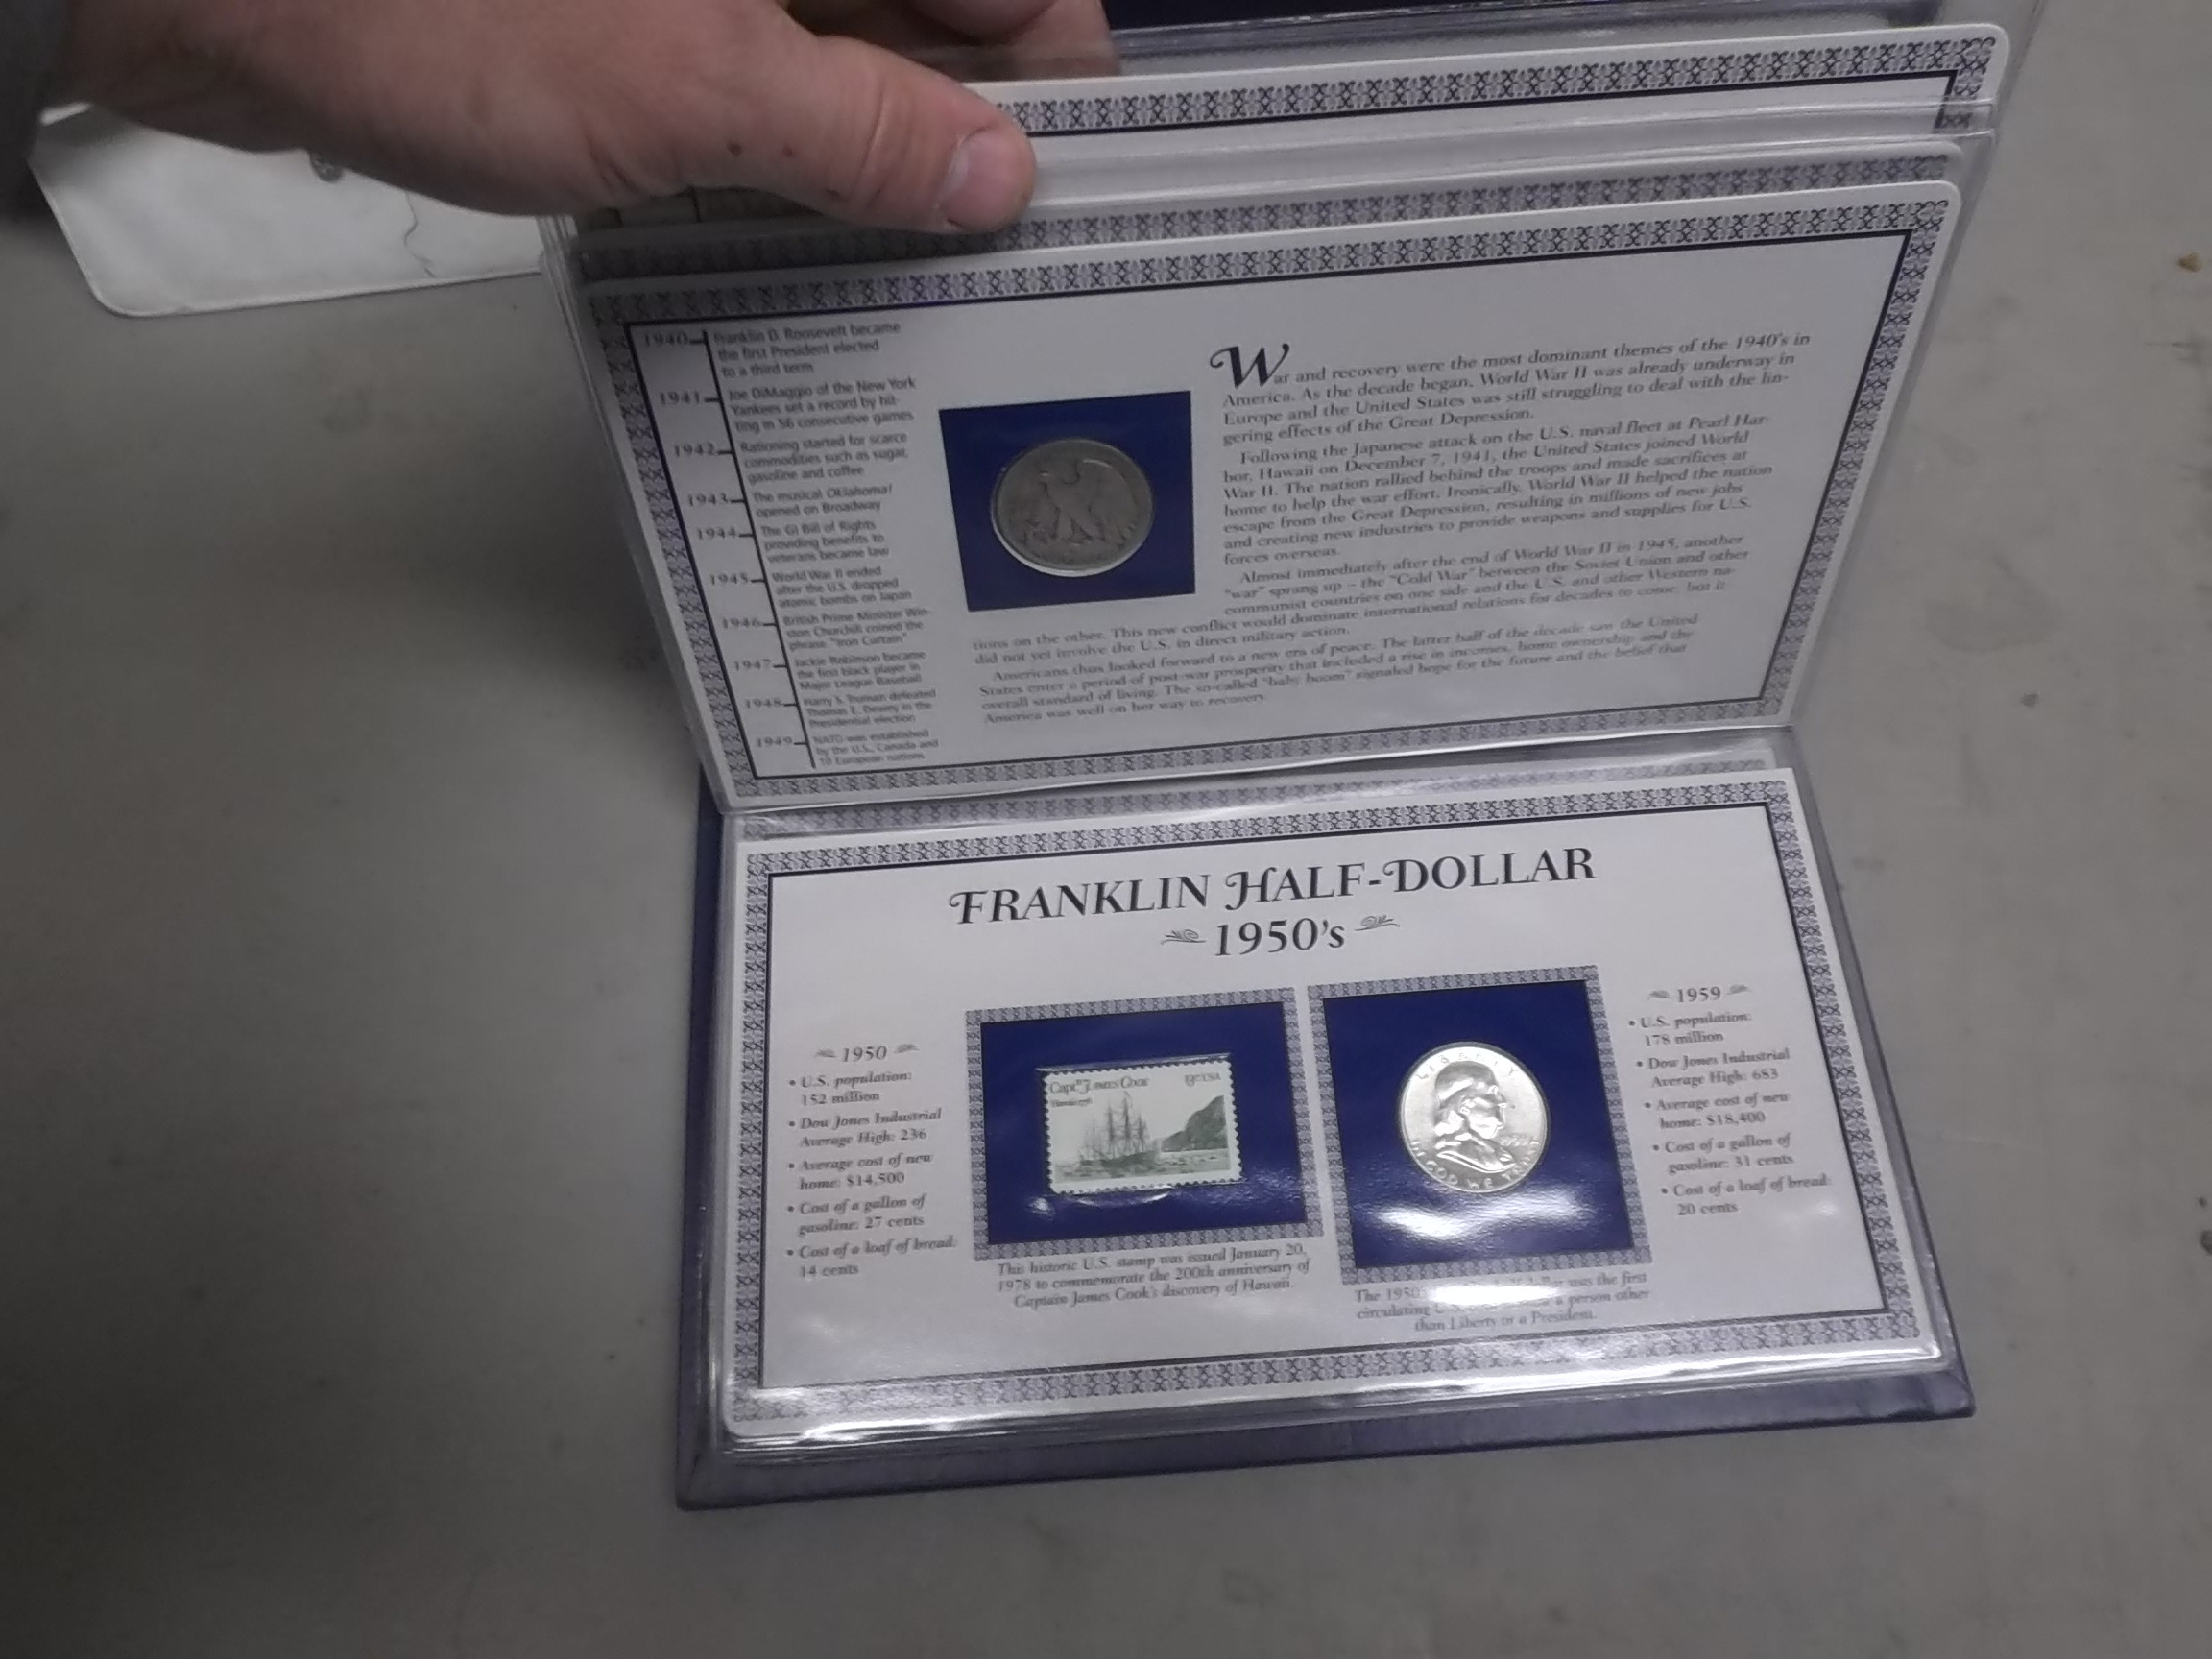 1940
Franklin D. Roosevelt became
the first President elected
to a third term
1941
Joe DiMaggio of the New York
Yankees set a record by hit-
ting in 56 consecutive games
1942
Rationing started for scarce
commodities such as sugar,
gasoline and coffee
1943
The musical Oklahoma!
opened on Broadway
1944
The GI Bill of Rights
providing benefits to
veterans became law
1945
World War II ended
after the U.S. dropped
atomic bombs on Japan
1946
British Prime Minister Win-
ston Churchill coined the
phrase "Iron Curtain"
1947
Jackie Robinson became
the first black player in
Major League Baseball
1948
Harry S. Truman defeated
Thomas E. Dewey in the
Presidential election
1949
NATO was established
by the U.S., Canada and
10 European nations
War and recovery were the most dominant themes of the 1940's in
America. As the decade began, World War II was already underway in
Europe and the United States was still struggling to deal with the lin-
gering effects of the Great Depression.
Following the Japanese attack on the U.S. naval fleet at Pearl Har-
bor, Hawaii on December 7, 1941, the United States joined World
War II. The nation rallied behind the troops and made sacrifices at
home to help the war effort. Ironically, World War II helped the nation
escape from the Great Depression, resulting in millions of new jobs
and creating new industries to provide weapons and supplies for U.S.
forces overseas.
Almost immediately after the end of World War II in 1945, another
"war" sprang up – the "Cold War" between the Soviet Union and other
communist countries on one side and the U.S. and other Western na-
tions on the other. This new conflict would dominate international relations for decades to come, but it
did not yet involve the U.S. in direct military action.
Americans thus looked forward to a new era of peace. The latter half of the decade saw the United
States enter a period of post-war prosperity that included a rise in incomes, home ownership and the
overall standard of living. The so-called "baby boom" signaled hope for the future and the belief that
America was well on her way to recovery.
FRANKLIN HALF-DOLLAR
1950's
1950
• U.S. population:
152 million
• Dow Jones Industrial
Average High: 236
• Average cost of new
home: $14,500
• Cost of a gallon of
gasoline: 27 cents
• Cost of a loaf of bread:
14 cents
Capt. James Cook
13c USA
This historic U.S. stamp was issued January 20,
1978 to commemorate the 200th anniversary of
Captain James Cook's discovery of Hawaii.
LIBERTY
IN GOD WE TRUST
The 1950 was the first
circulating a person other
than Liberty or a President.
1959
• U.S. population:
178 million
• Dow Jones Industrial
Average High: 683
• Average cost of new
home: $18,400
• Cost of a gallon of
gasoline: 31 cents
• Cost of a loaf of bread:
20 cents